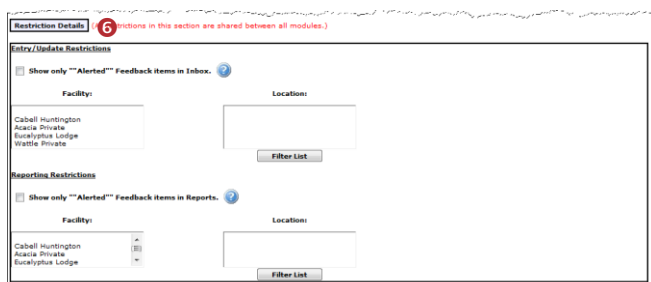 Restriction Details (A 6 trictions in this section are shared between all modules.)
Entry/Update Restrictions
Show only ""Alerted"" Feedback items in Inbox. ?
Facility: Location:
Cabell Huntington
Acacia Private
Eucalyptus Lodge
Wattle Private
Filter List
Reporting Restrictions
Show only ""Alerted"" Feedback items in Reports. ?
Facility: Location:
Cabell Huntington
Acacia Private
Eucalyptus Lodge
Filter List